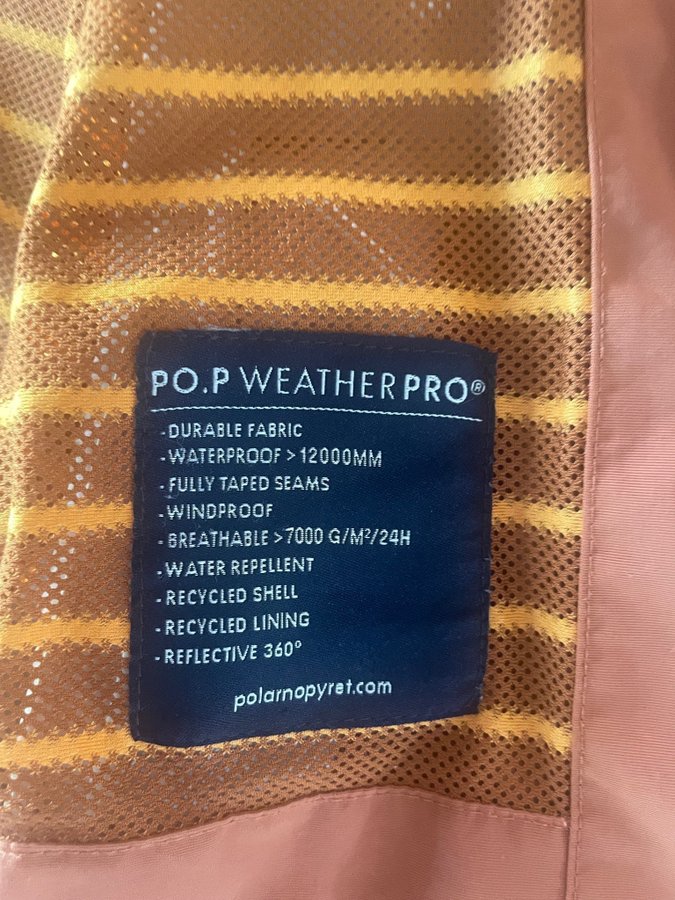 PO.P WEATHERPRO®
-DURABLE FABRIC
-WATERPROOF >12000MM
-FULLY TAPED SEAMS
-WINDPROOF
-BREATHABLE >7000 G/M²/24H
-WATER REPELLENT
-RECYCLED SHELL
-RECYCLED LINING
-REFLECTIVE 360°
polarnopyret.com